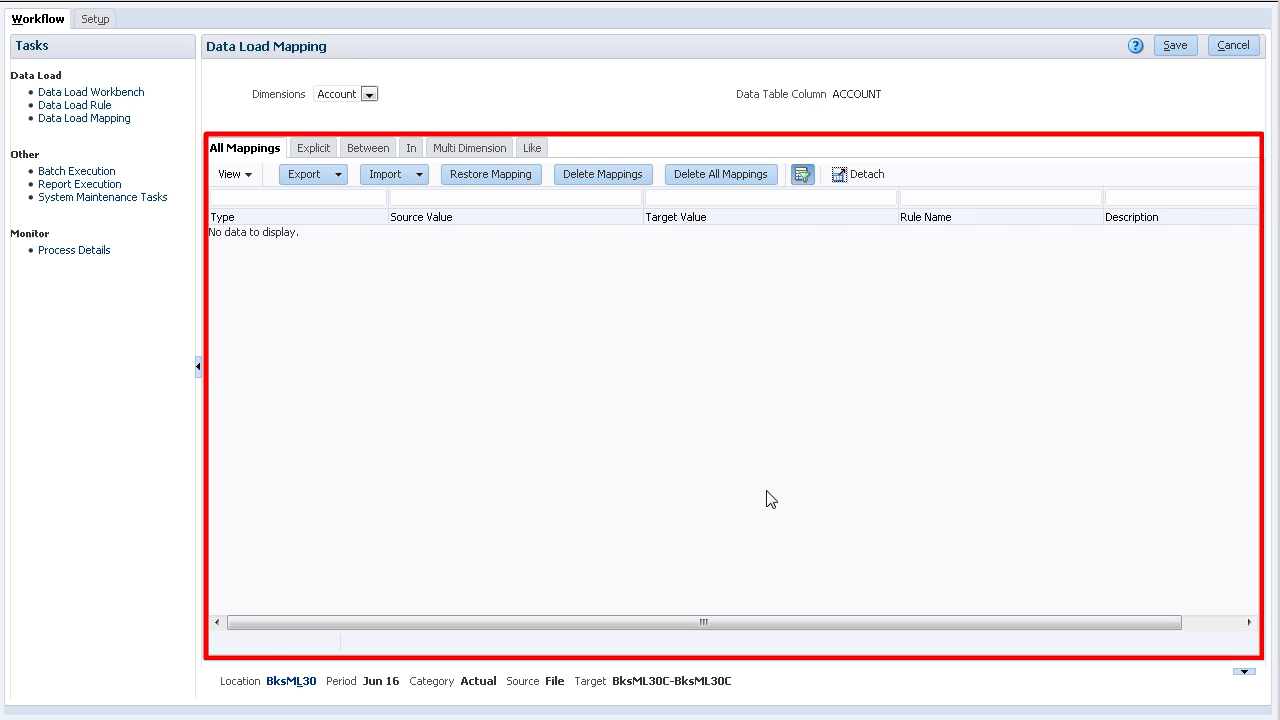 Workflow Setup
Tasks
Data Load
Data Load Workbench
Data Load Rule
Data Load Mapping
Other
Batch Execution
Report Execution
System Maintenance Tasks
Monitor
Process Details
Data Load Mapping ? Save Cancel
Dimensions Account Data Table Column ACCOUNT
All Mappings Explicit Between In Multi Dimension Like
View Export Import Restore Mapping Delete Mappings Delete All Mappings Detach
Type Source Value Target Value Rule Name Description
No data to display.
Location BksML30 Period Jun 16 Category Actual Source File Target BksML30C-BksML30C